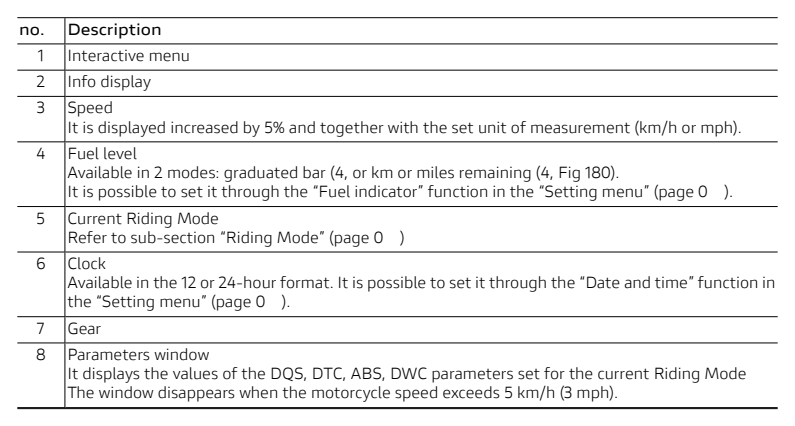 no. Description
1 Interactive menu
2 Info display
3 Speed
It is displayed increased by 5% and together with the set unit of measurement (km/h or mph).
4 Fuel level
Available in 2 modes: graduated bar (4, or km or miles remaining (4, Fig 180).
It is possible to set it through the “Fuel indicator” function in the “Setting menu” (page 0 ).
5 Current Riding Mode
Refer to sub-section “Riding Mode” (page 0 )
6 Clock
Available in the 12 or 24-hour format. It is possible to set it through the “Date and time” function in
the “Setting menu” (page 0 ).
7 Gear
8 Parameters window
It displays the values of the DQS, DTC, ABS, DWC parameters set for the current Riding Mode
The window disappears when the motorcycle speed exceeds 5 km/h (3 mph).